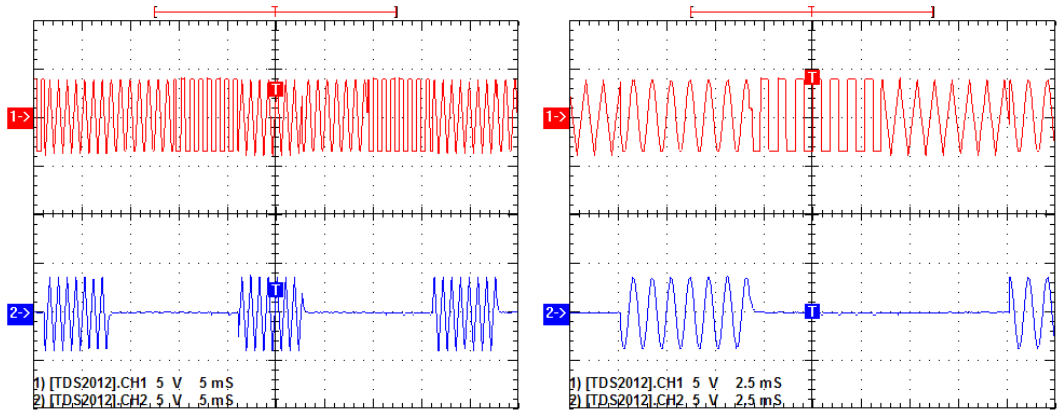 T
T
1->
T
1->
T
2->
T
2->
T
1) [TDS2012].CH1 5 V 5 mS
2) [TDS2012].CH2 5 V 5 mS
1) [TDS2012].CH1 5 V 2.5 mS
2) [TDS2012].CH2 5 V 2.5 mS